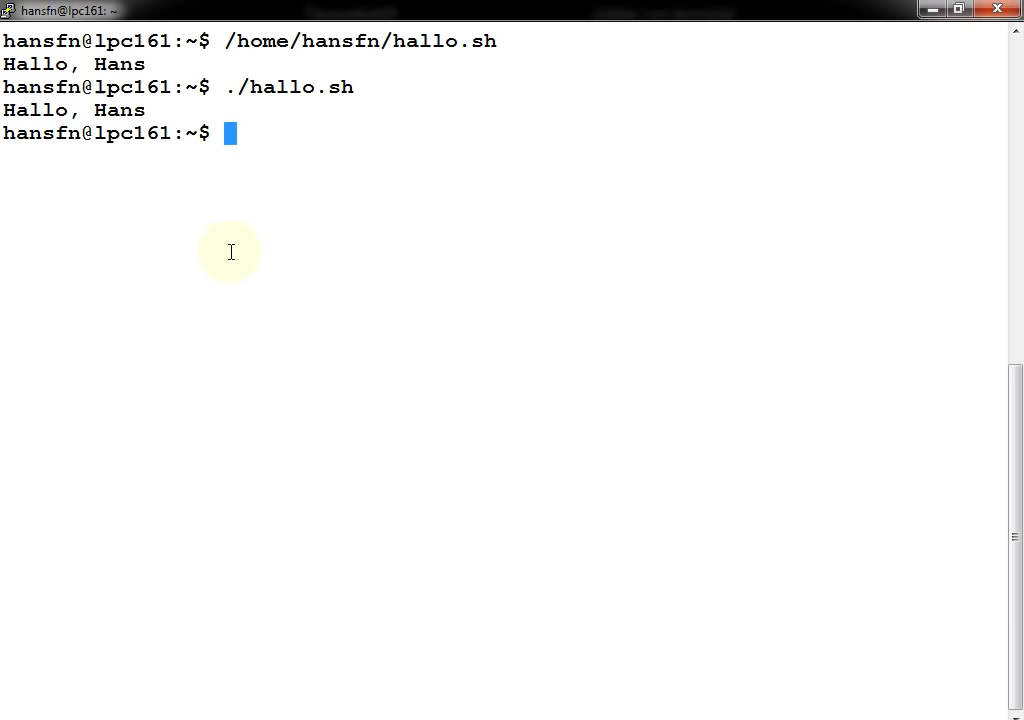 hansfn@lpc161: ~
hansfn@lpc161:~$ /home/hansfn/hallo.sh
Hallo, Hans
hansfn@lpc161:~$ ./hallo.sh
Hallo, Hans
hansfn@lpc161:~$